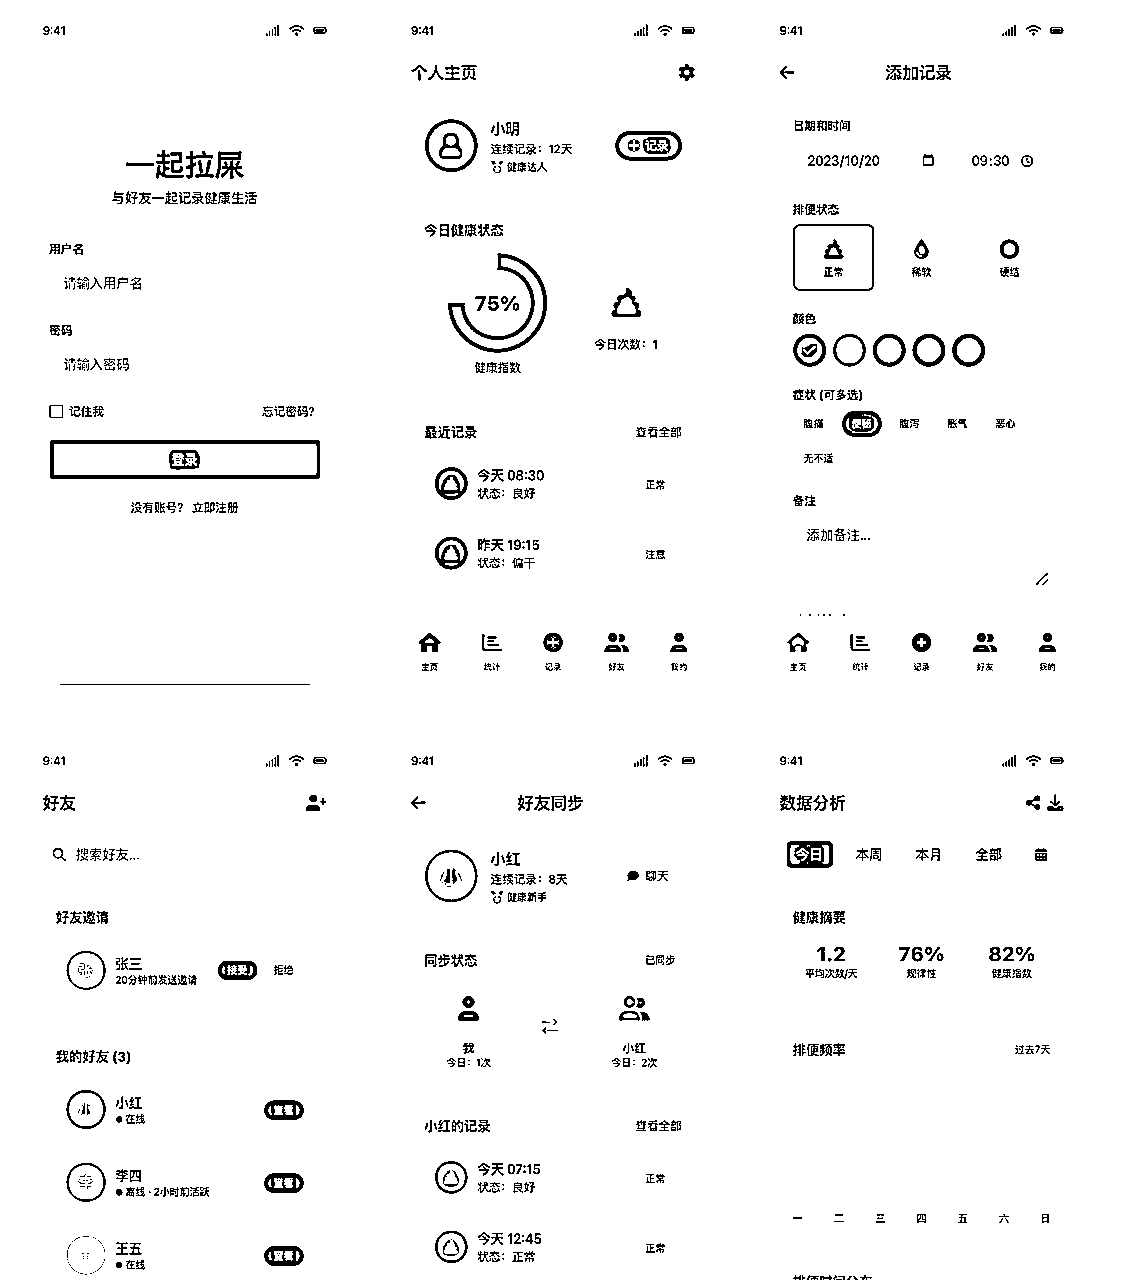 9:41
一起拉屎
与好友一起记录健康生活
用户名
请输入用户名
密码
请输入密码
记住我
忘记密码?
登录
没有账号? 立即注册
9:41
个人主页
小明
连续记录: 12天
健康达人
记录
今日健康状态
75%
健康指数
今日次数: 1
最近记录
查看全部
今天 08:30
状态: 良好
正常
昨天 19:15
状态: 偏干
注意
主页
统计
记录
好友
我的
9:41
添加记录
日期和时间
2023/10/20
09:30
排便状态
正常
稀软
硬结
颜色
症状 (可多选)
腹痛
便秘
腹泻
胀气
恶心
无不适
备注
添加备注...
主页
统计
记录
好友
我的
9:41
好友
搜索好友...
好友邀请
张三
20分钟前发送邀请
接受
拒绝
我的好友 (3)
小红
在线
查看
李四
离线 · 2小时前活跃
查看
王五
在线
查看
9:41
好友同步
小红
连续记录: 8天
健康新手
聊天
同步状态
已同步
我
今日: 1次
小红
今日: 2次
小红的记录
查看全部
今天 07:15
状态: 良好
正常
今天 12:45
状态: 正常
正常
9:41
数据分析
今日
本周
本月
全部
健康摘要
1.2
平均次数/天
76%
规律性
82%
健康指数
排便频率
过去7天
一 二 三 四 五 六 日
排便时间分布